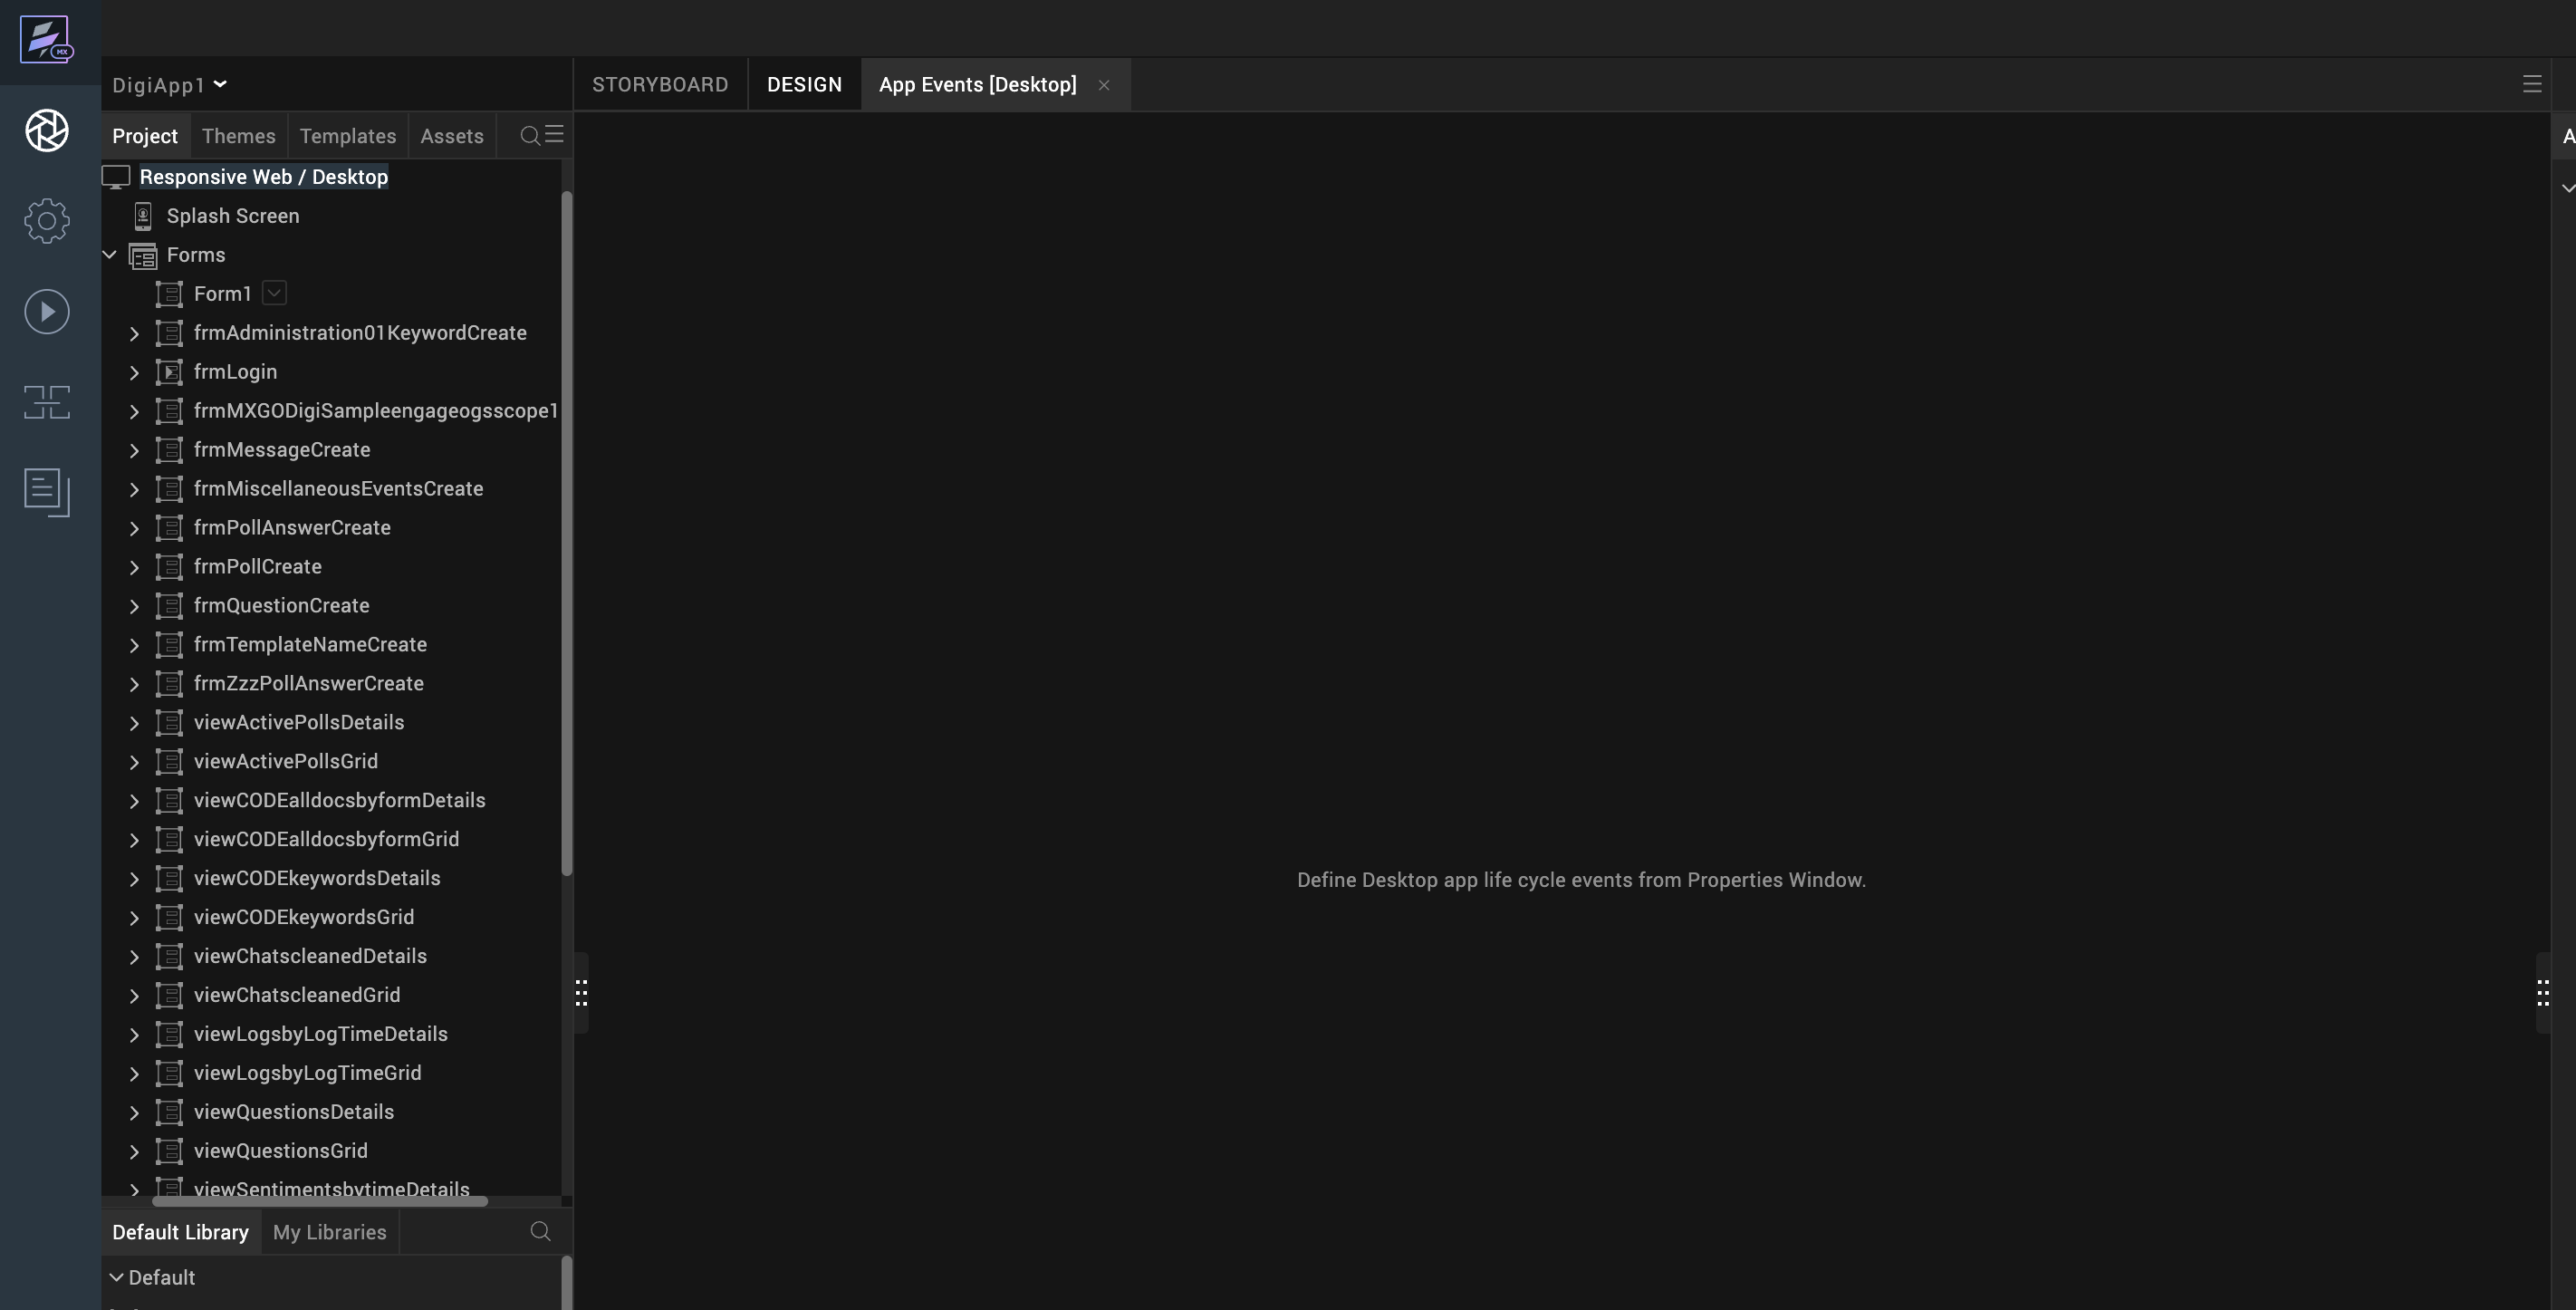 MX
DigiApp1
STORYBOARD
DESIGN
App Events [Desktop]
Project
Themes
Templates
Assets
A
Responsive Web / Desktop
Splash Screen
Forms
Form1
frmAdministration01KeywordCreate
frmLogin
frmMXGODigiSampleengageogsscope1
frmMessageCreate
frmMiscellaneousEventsCreate
frmPollAnswerCreate
frmPollCreate
frmQuestionCreate
frmTemplateNameCreate
frmZzzPollAnswerCreate
viewActivePollsDetails
viewActivePollsGrid
viewCODEalldocsbyformDetails
viewCODEalldocsbyformGrid
viewCODEkeywordsDetails
viewCODEkeywordsGrid
viewChatscleanedDetails
viewChatscleanedGrid
viewLogsbyLogTimeDetails
viewLogsbyLogTimeGrid
viewQuestionsDetails
viewQuestionsGrid
viewSentimentsbytimeDetails
Define Desktop app life cycle events from Properties Window.
Default Library
My Libraries
Default